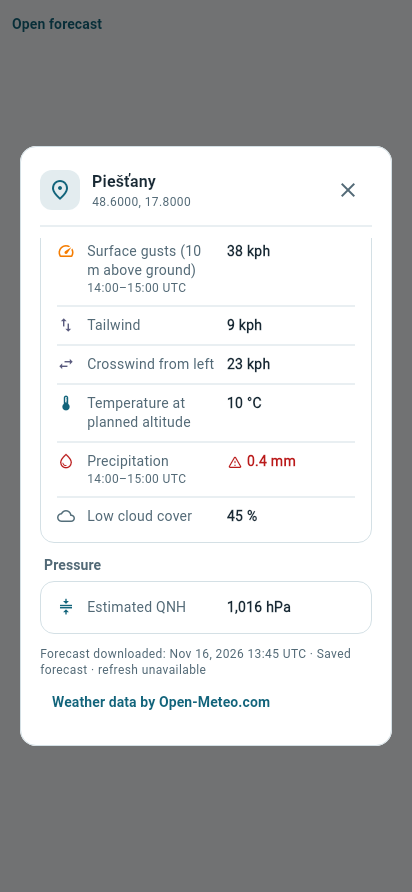 Open forecast
Piešťany
48.6000, 17.8000
Surface gusts (10 m above ground)
38 kph
14:00–15:00 UTC
Tailwind
9 kph
Crosswind from left
23 kph
Temperature at planned altitude
10 °C
Precipitation
0.4 mm
14:00–15:00 UTC
Low cloud cover
45 %
Pressure
Estimated QNH
1,016 hPa
Forecast downloaded: Nov 16, 2026 13:45 UTC · Saved
forecast · refresh unavailable
Weather data by Open-Meteo.com